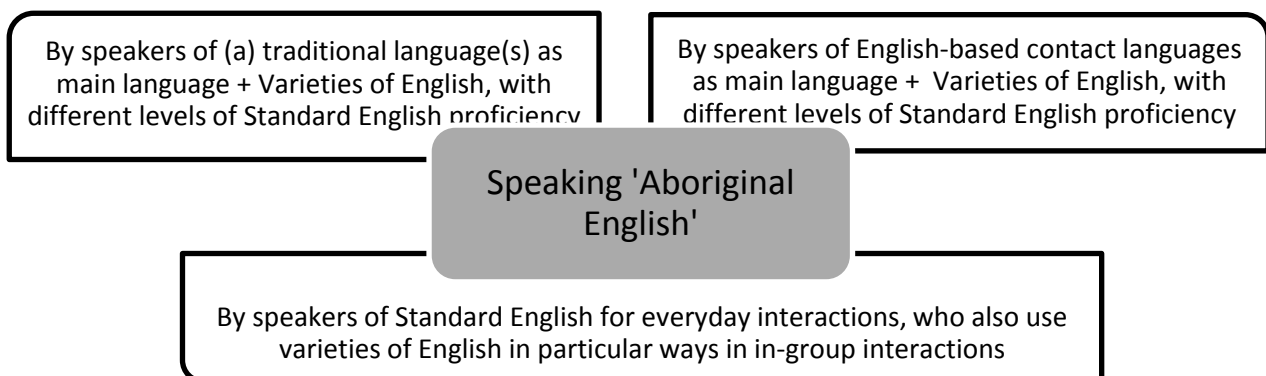 By speakers of (a) traditional language(s) as
main language + Varieties of English, with
different levels of Standard English proficiency
By speakers of English-based contact languages
as main language + Varieties of English, with
different levels of Standard English proficiency
Speaking 'Aboriginal
English'
By speakers of Standard English for everyday interactions, who also use
varieties of English in particular ways in in-group interactions